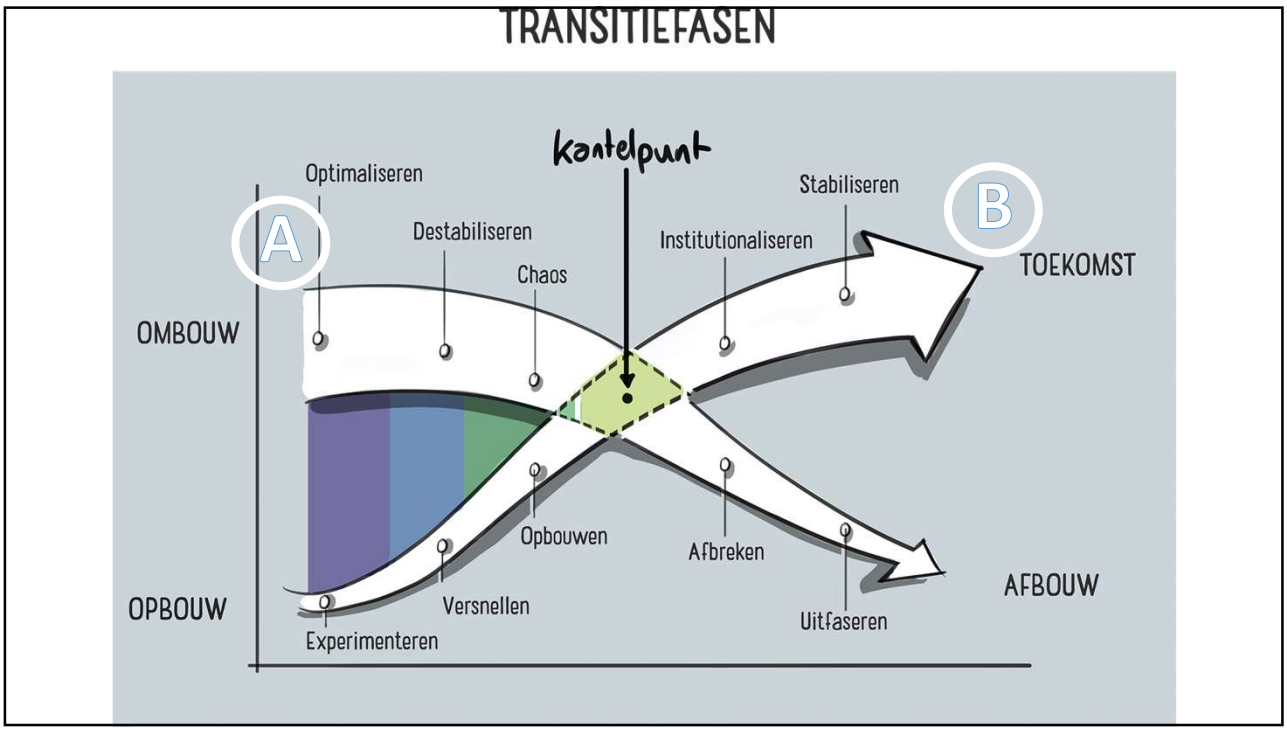 TRANSITIEFASEN
kantelpunt
Optimaliseren
Stabiliseren
A
B
Destabiliseren
Institutionaliseren
Chaos
TOEKOMST
OMBOUW
Opbouwen
Afbreken
AFBOUW
OPBOUW
Versnellen
Uitfaseren
Experimenteren